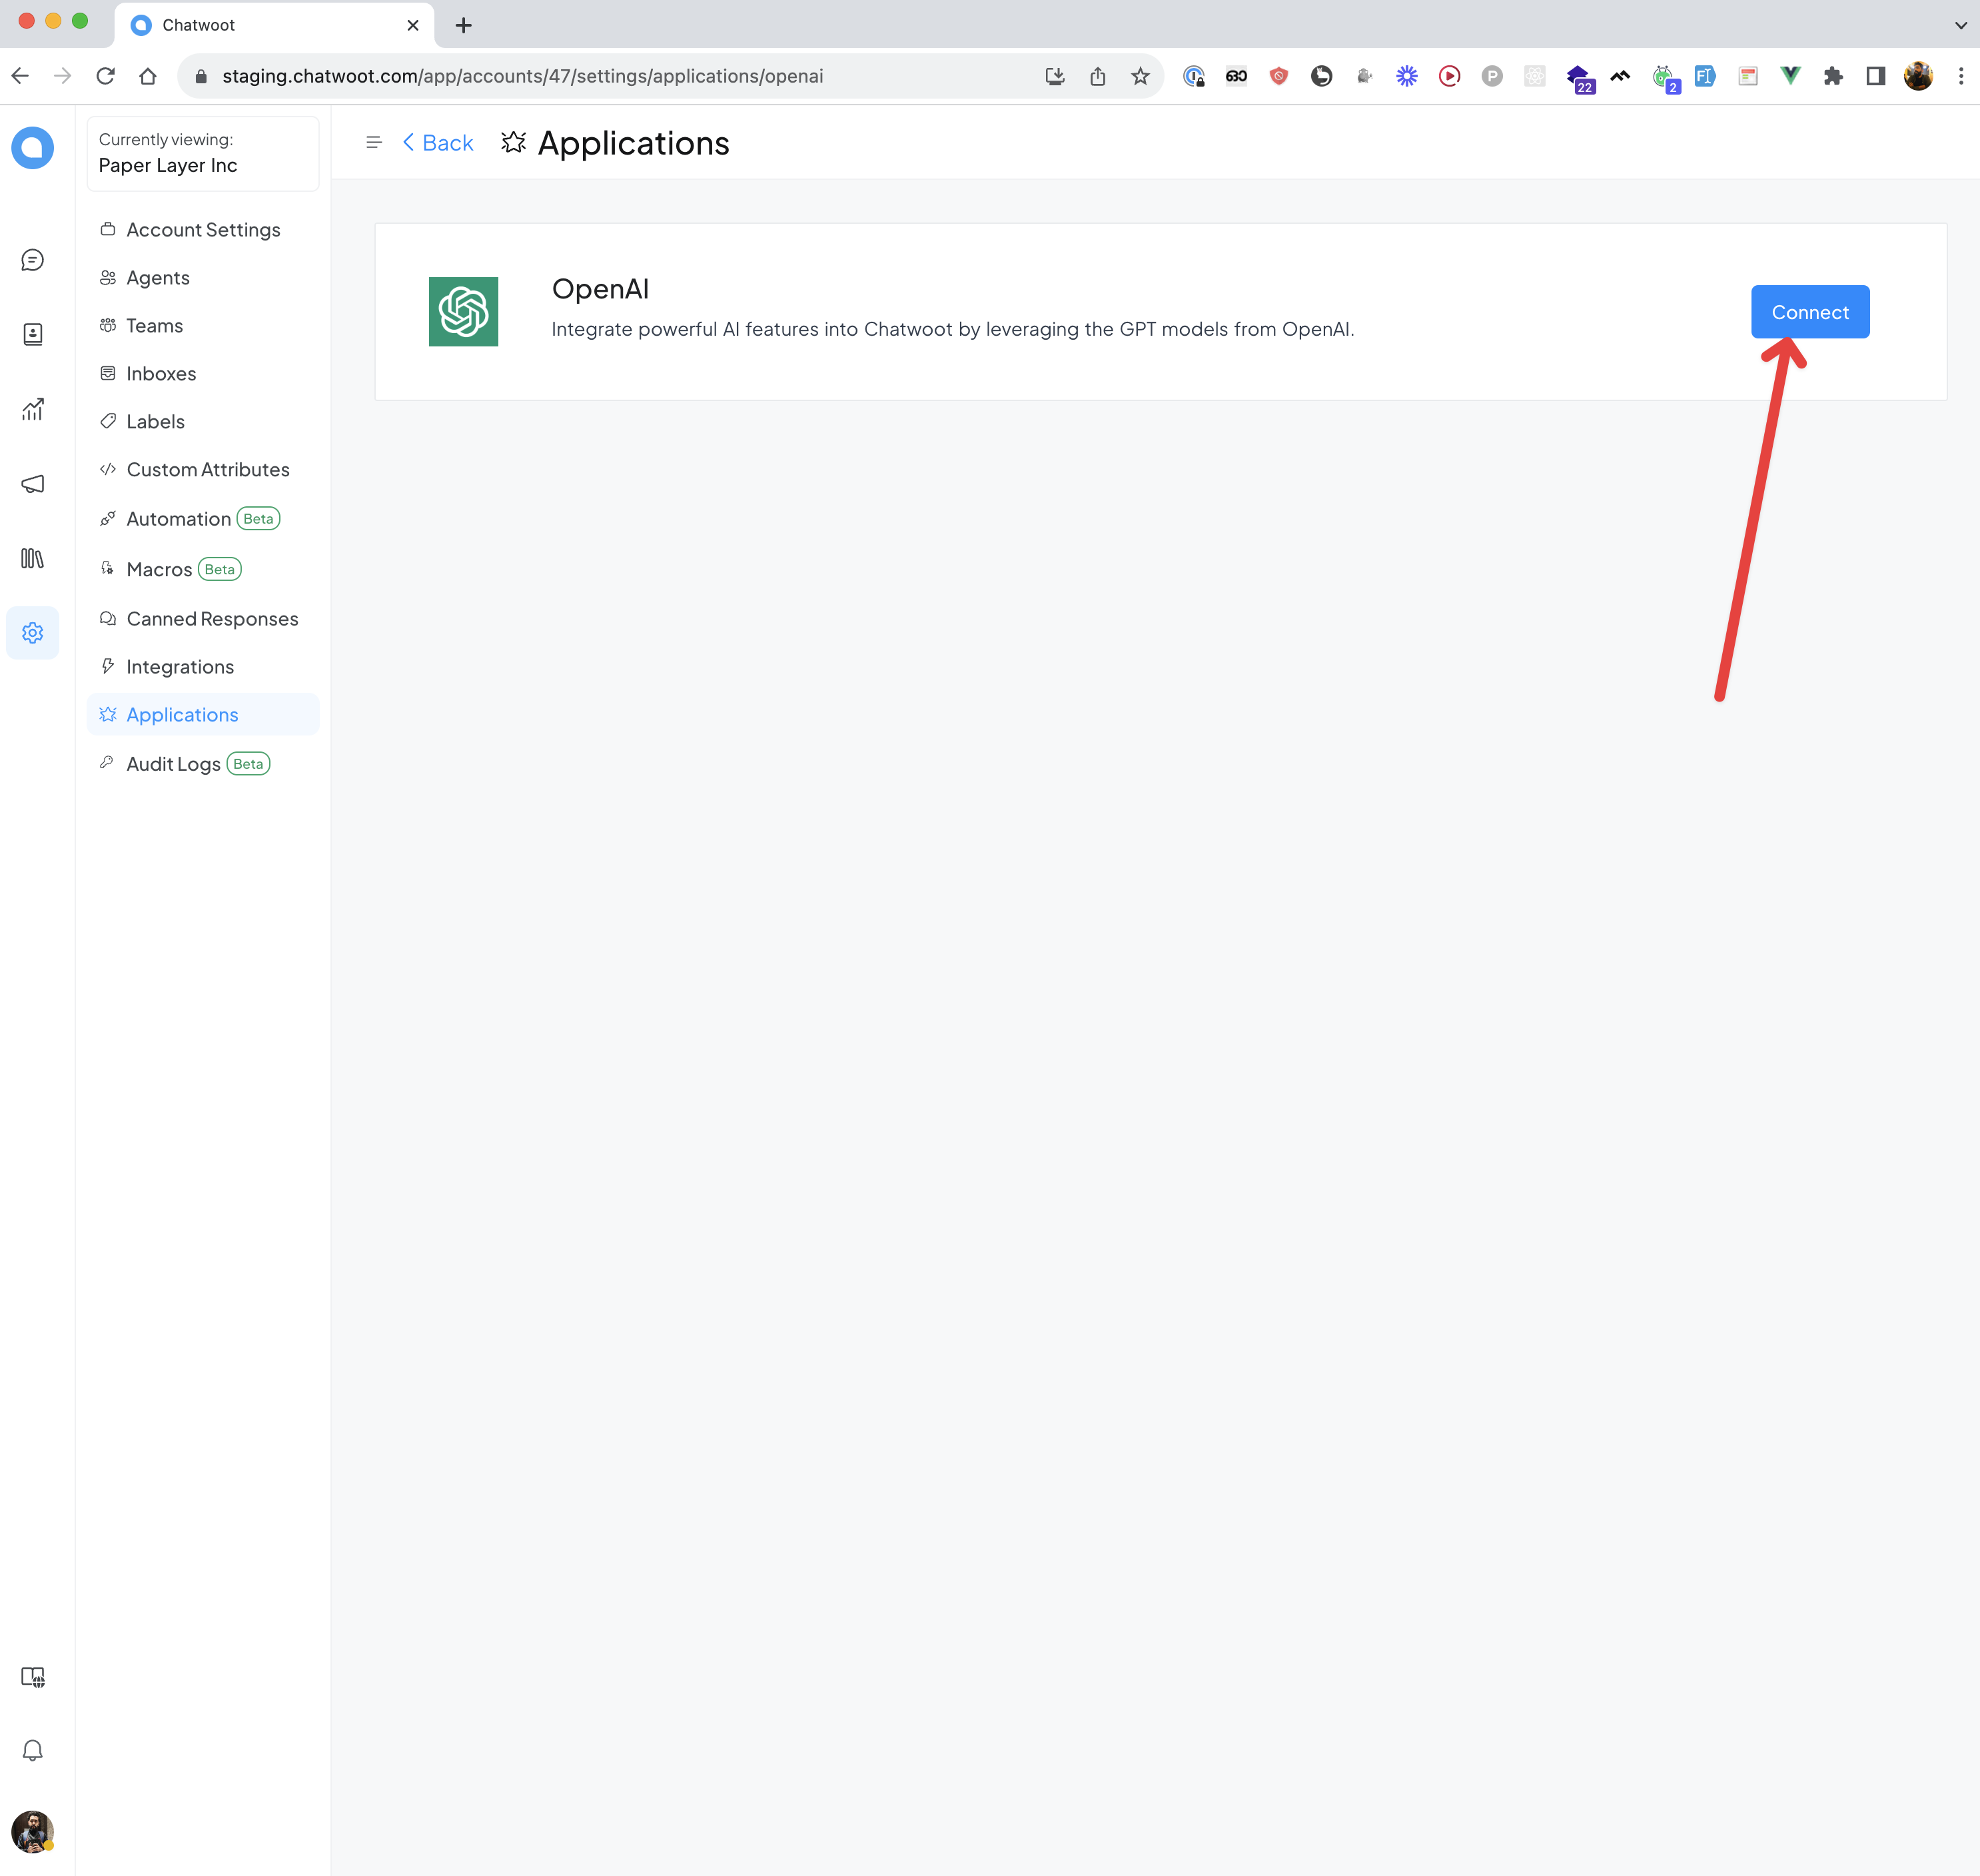 Chatwoot
staging.chatwoot.com/app/accounts/47/settings/applications/openai
22
P
2
Currently viewing:
Paper Layer Inc
Back
Applications
Account Settings
Agents
Teams
Inboxes
Labels
Custom Attributes
Automation Beta
Macros Beta
Canned Responses
Integrations
Applications
Audit Logs Beta
OpenAI
Integrate powerful AI features into Chatwoot by leveraging the GPT models from OpenAI.
Connect